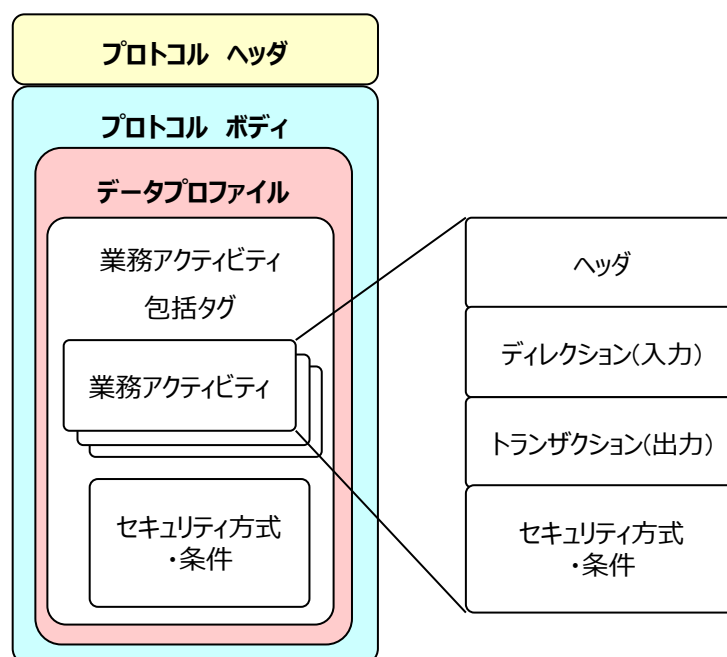 プロトコル　ヘッダ
プロトコル　ボディ
データプロファイル
業務アクティビティ
包括タグ
業務アクティビティ
セキュリティ方式
・条件
ヘッダ
ディレクション(入力)
トランザクション(出力)
セキュリティ方式
・条件